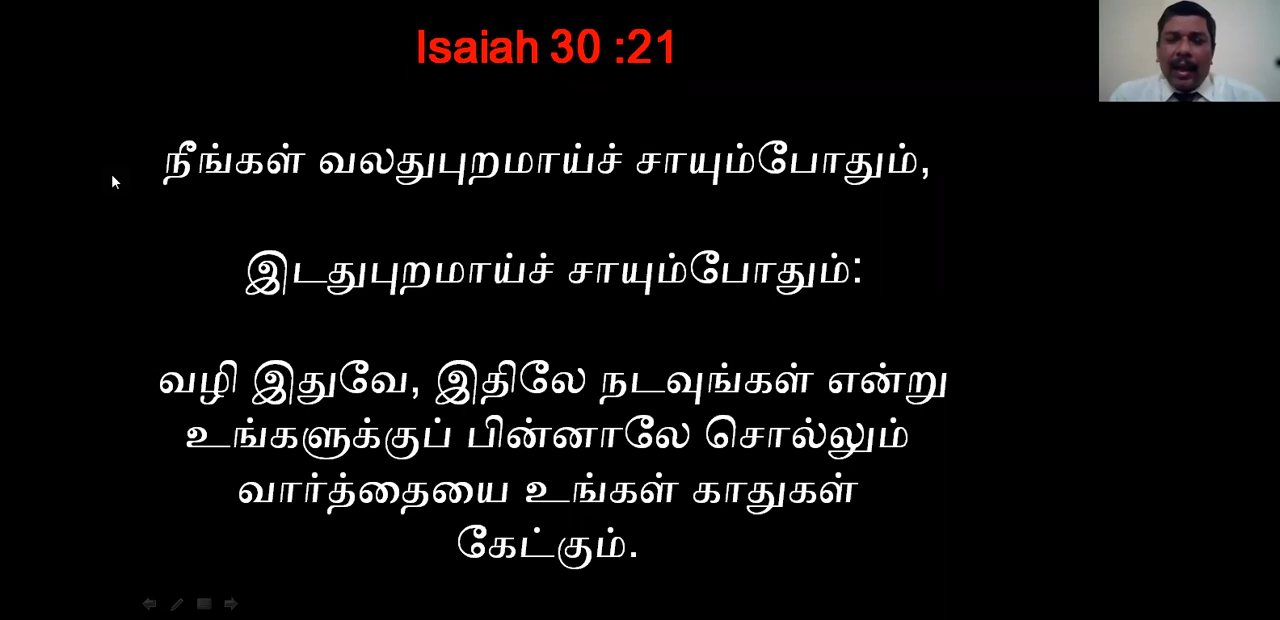 Isaiah 30 :21
நீங்கள் வலதுபுறமாய்ச் சாயும்போதும்,
இடதுபுறமாய்ச் சாயும்போதும்:
வழி இதுவே, இதிலே நடவுங்கள் என்று
உங்களுக்குப் பின்னாலே சொல்லும்
வார்த்தையை உங்கள் காதுகள்
கேட்கும்.